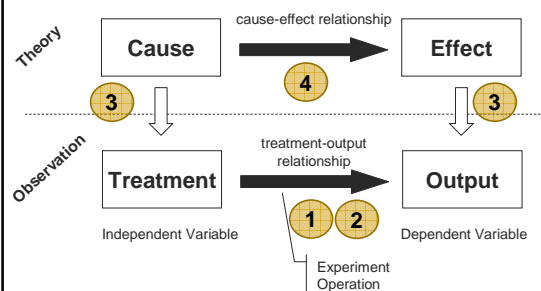 cause-effect relationship
Theory
Cause
Effect
3
4
3
Observation
treatment-output
relationship
Treatment
Output
1
2
Independent Variable
Dependent Variable
Experiment
Operation